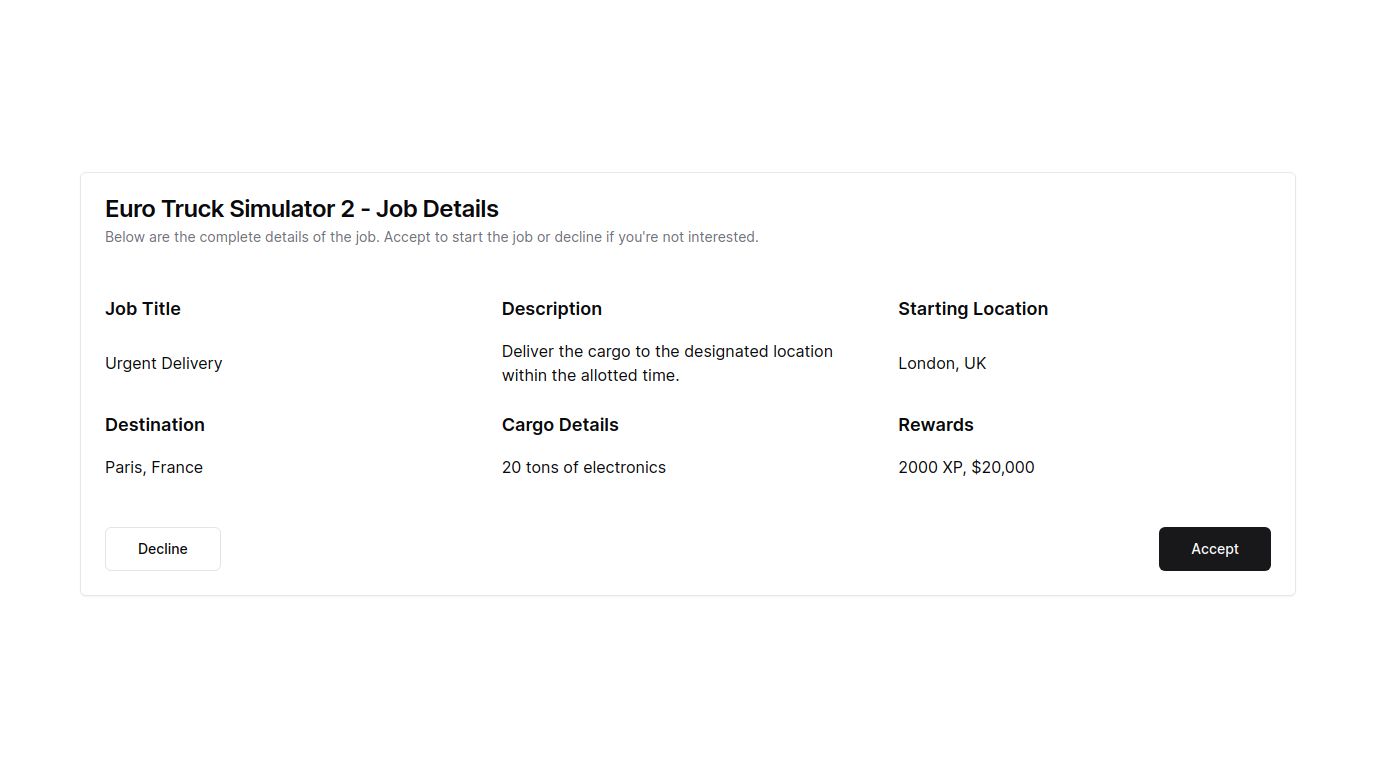 Euro Truck Simulator 2 - Job Details
Below are the complete details of the job. Accept to start the job or decline if you're not interested.
Job Title
Urgent Delivery
Description
Deliver the cargo to the designated location
within the allotted time.
Starting Location
London, UK
Destination
Paris, France
Cargo Details
20 tons of electronics
Rewards
2000 XP, $20,000
Decline
Accept